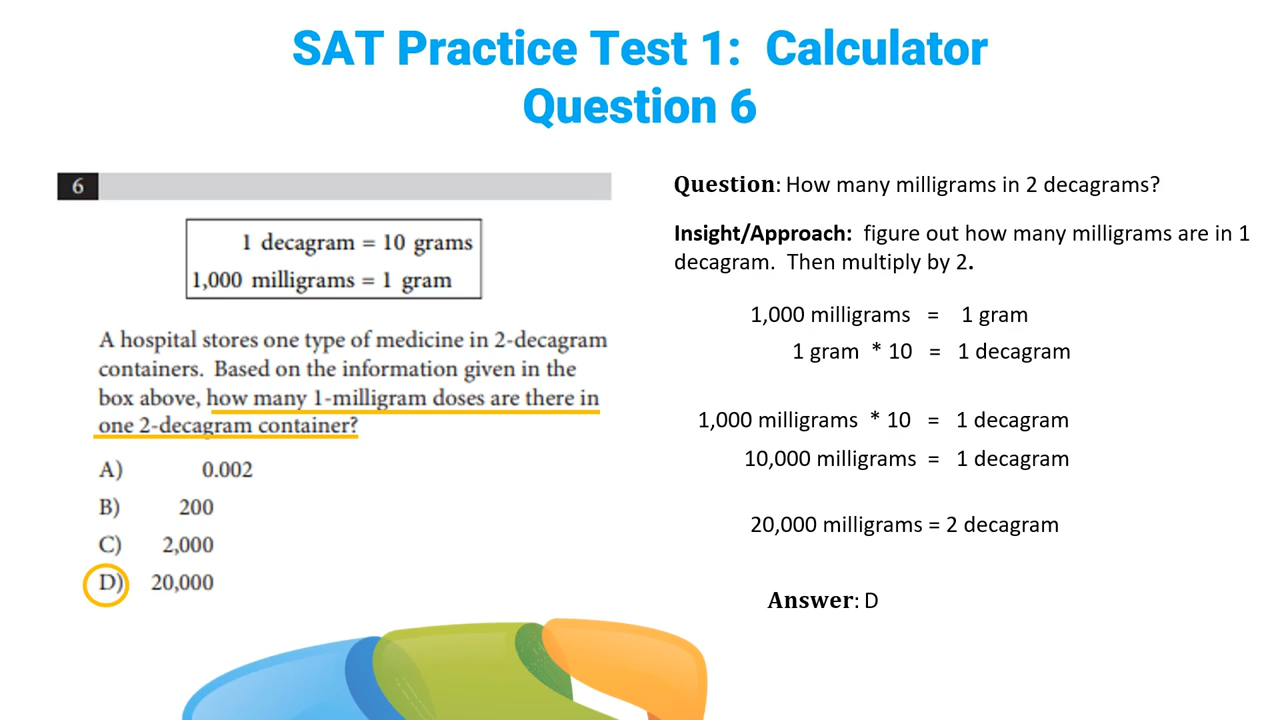 SAT Practice Test 1: Calculator
Question 6
6
1 decagram = 10 grams
1,000 milligrams = 1 gram
A hospital stores one type of medicine in 2-decagram
containers. Based on the information given in the
box above, how many 1-milligram doses are there in
one 2-decagram container?
A) 0.002
B) 200
C) 2,000
D) 20,000
Question: How many milligrams in 2 decagrams?
Insight/Approach: figure out how many milligrams are in 1
decagram. Then multiply by 2.
1,000 milligrams = 1 gram
1 gram * 10 = 1 decagram
1,000 milligrams * 10 = 1 decagram
10,000 milligrams = 1 decagram
20,000 milligrams = 2 decagram
Answer: D